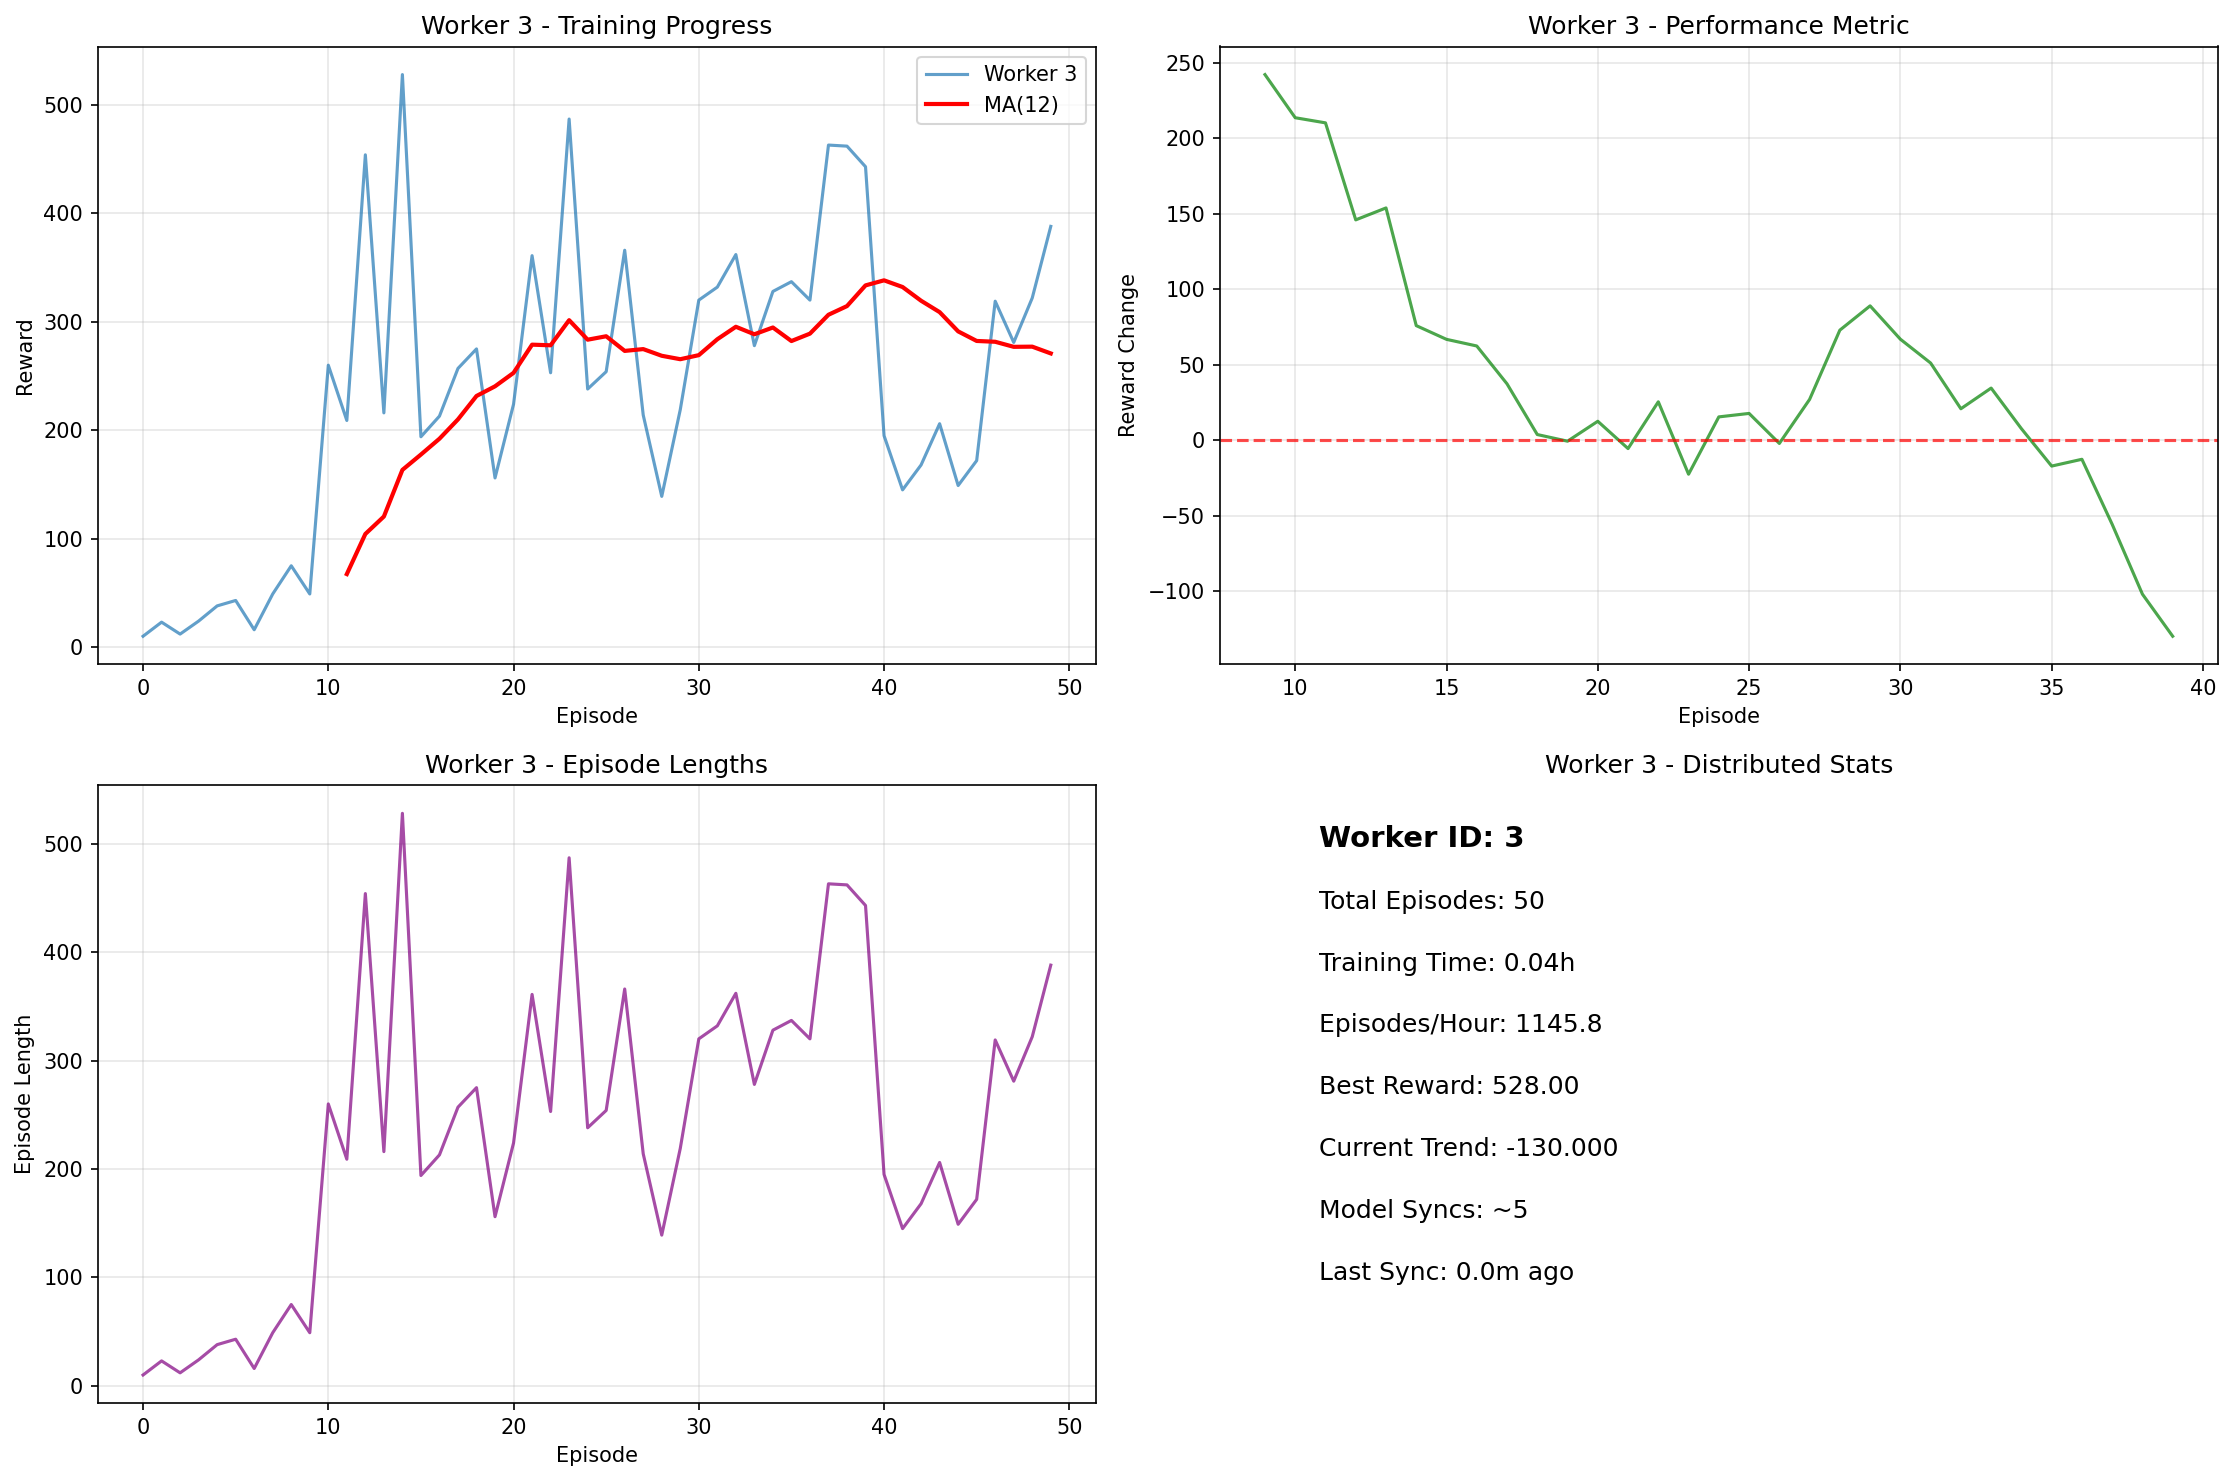 Worker 3 - Training Progress
Worker 3
MA(12)
Reward
500
400
300
200
100
0
0 10 20 30 40 50
Episode
Worker 3 - Performance Metric
Reward Change
250
200
150
100
50
0
−50
−100
10 15 20 25 30 35 40
Episode
Worker 3 - Episode Lengths
Episode Length
500
400
300
200
100
0
0 10 20 30 40 50
Episode
Worker 3 - Distributed Stats
Worker ID: 3
Total Episodes: 50
Training Time: 0.04h
Episodes/Hour: 1145.8
Best Reward: 528.00
Current Trend: -130.000
Model Syncs: ~5
Last Sync: 0.0m ago